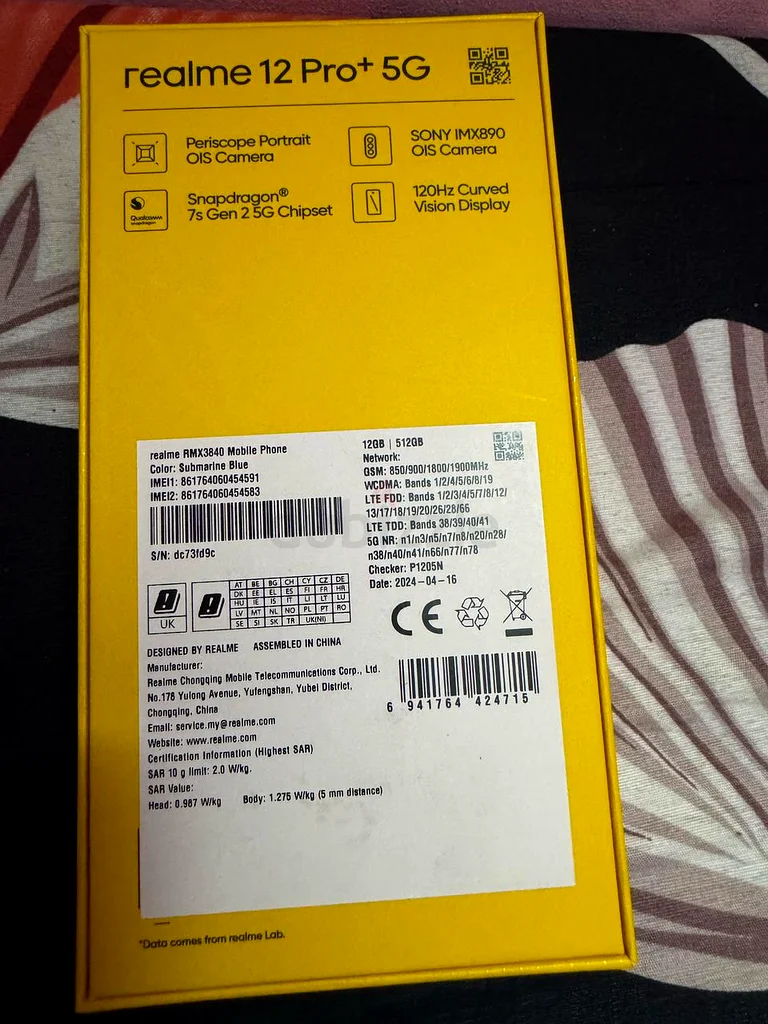 realme 12 Pro+ 5G
Periscope Portrait
OIS Camera
SONY IMX890
OIS Camera
Qualcomm
snapdragon
Snapdragon®
7s Gen 2 5G Chipset
120Hz Curved
Vision Display
realme RMX3840 Mobile Phone
Color: Submarine Blue
IMEI1: 861764060454591
IMEI2: 861764060454583
S/N: dc73fd9c
12GB | 512GB
Network:
GSM: 850/900/1800/1900MHz
WCDMA: Bands 1/2/4/5/6/8/19
LTE FDD: Bands 1/2/3/4/5/7/8/12/
13/17/18/19/20/26/28/66
LTE TDD: Bands 38/39/40/41
5G NR: n1/n3/n5/n7/n8/n20/n28/
n38/n40/n41/n66/n77/n78
Checker: P1205N
Date: 2024-04-16
UK
AT BE BG CH CY CZ DE
DK EE EL ES FI FR HR
HU IE IS IT LI LT LU
LV MT NL NO PL PT RO
SE SI SK TR UK(NI)
CE
DESIGNED BY REALME ASSEMBLED IN CHINA
Manufacturer:
Realme Chongqing Mobile Telecommunications Corp., Ltd.
No.178 Yulong Avenue, Yufengshan, Yubei District,
Chongqing, China
Email: service.my@realme.com
Website: www.realme.com
Certification Information (Highest SAR)
SAR 10 g limit: 2.0 W/kg.
SAR Value:
Head: 0.987 W/kg Body: 1.275 W/kg (5 mm distance)
6 941764 424715
*Data comes from realme Lab.